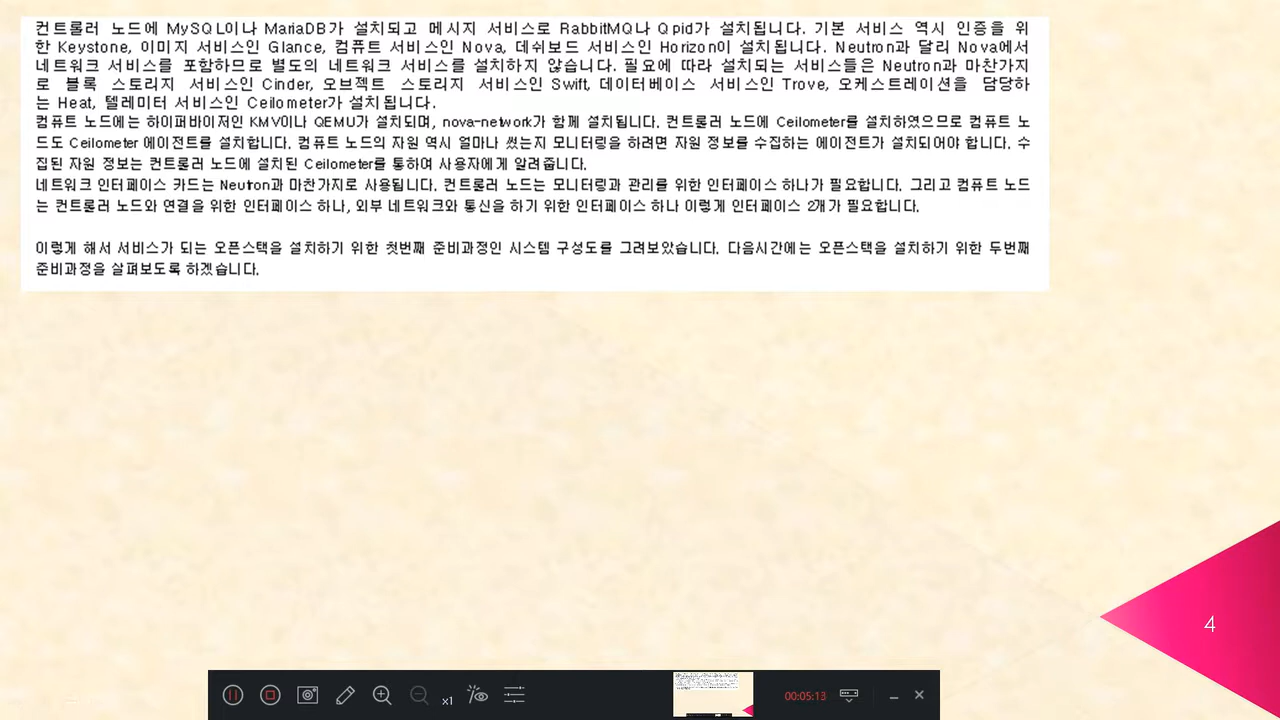 컨트롤러 노드에 MySQL이나 MariaDB가 설치되고 메시지 서비스로 RabbitMQ나 Qpid가 설치됩니다. 기본 서비스 역시 인증을 위
한 Keystone, 이미지 서비스인 Glance, 컴퓨트 서비스인 Nova, 데쉬보드 서비스인 Horizon이 설치됩니다. Neutron과 달리 Nova에서
네트워크 서비스를 포함하므로 별도의 네트워크 서비스를 설치하지 않습니다. 필요에 따라 설치되는 서비스들은 Neutron과 마찬가지
로 블록 스토리지 서비스인 Cinder, 오브젝트 스토리지 서비스인 Swift, 데이터베이스 서비스인 Trove, 오케스트레이션을 담당하
는 Heat, 텔레미터 서비스인 Ceilometer가 설치됩니다.
컴퓨트 노드에는 하이퍼바이저인 KMV이나 QEMU가 설치되며, nova-network가 함께 설치됩니다. 컨트롤러 노드에 Ceilometer를 설치하였으므로 컴퓨트 노
드도 Ceilometer 에이전트를 설치합니다. 컴퓨트 노드의 자원 역시 얼마나 썼는지 모니터링을 하려면 자원 정보를 수집하는 에이전트가 설치되어야 합니다. 수
집된 자원 정보는 컨트롤러 노드에 설치된 Ceilometer를 통하여 사용자에게 알려줍니다.
네트워크 인터페이스 카드는 Neutron과 마찬가지로 사용됩니다. 컨트롤러 노드는 모니터링과 관리를 위한 인터페이스 하나가 필요합니다. 그리고 컴퓨트 노드
는 컨트롤러 노드와 연결을 위한 인터페이스 하나, 외부 네트워크와 통신을 하기 위한 인터페이스 하나 이렇게 인터페이스 2개가 필요합니다.
이렇게 해서 서비스가 되는 오픈스택을 설치하기 위한 첫번째 준비과정인 시스템 구성도를 그려보았습니다. 다음시간에는 오픈스택을 설치하기 위한 두번째
준비과정을 살펴보도록 하겠습니다.
4
x1
00:05:13